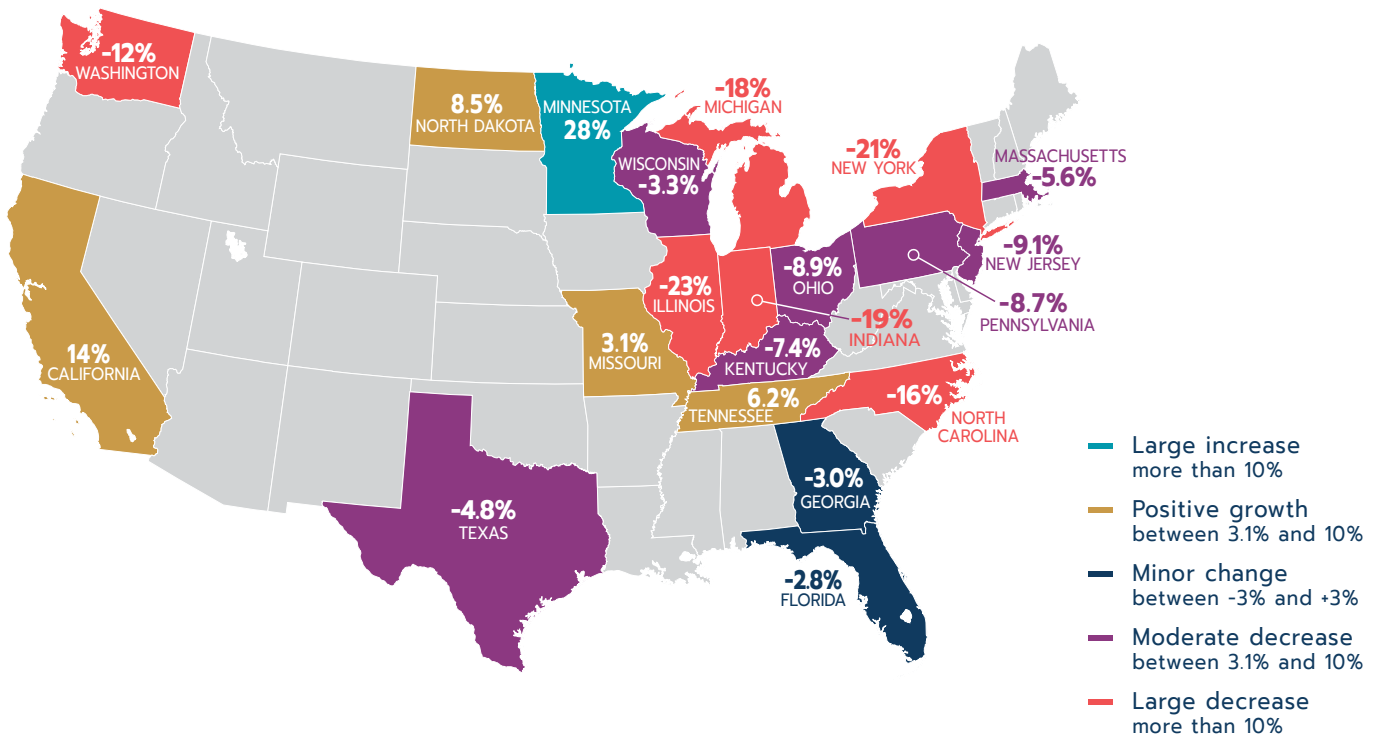 -12%
WASHINGTON
8.5%
NORTH DAKOTA
MINNESOTA
28%
-18%
MICHIGAN
WISCONSIN
-3.3%
-21%
NEW YORK
MASSACHUSETTS
-5.6%
-9.1%
NEW JERSEY
-8.7%
PENNSYLVANIA
-8.9%
OHIO
-23%
ILLINOIS
-19%
INDIANA
14%
CALIFORNIA
3.1%
MISSOURI
-7.4%
KENTUCKY
6.2%
TENNESSEE
-16%
NORTH
CAROLINA
-4.8%
TEXAS
-3.0%
GEORGIA
-2.8%
FLORIDA
Large increase
more than 10%
Positive growth
between 3.1% and 10%
Minor change
between -3% and +3%
Moderate decrease
between 3.1% and 10%
Large decrease
more than 10%